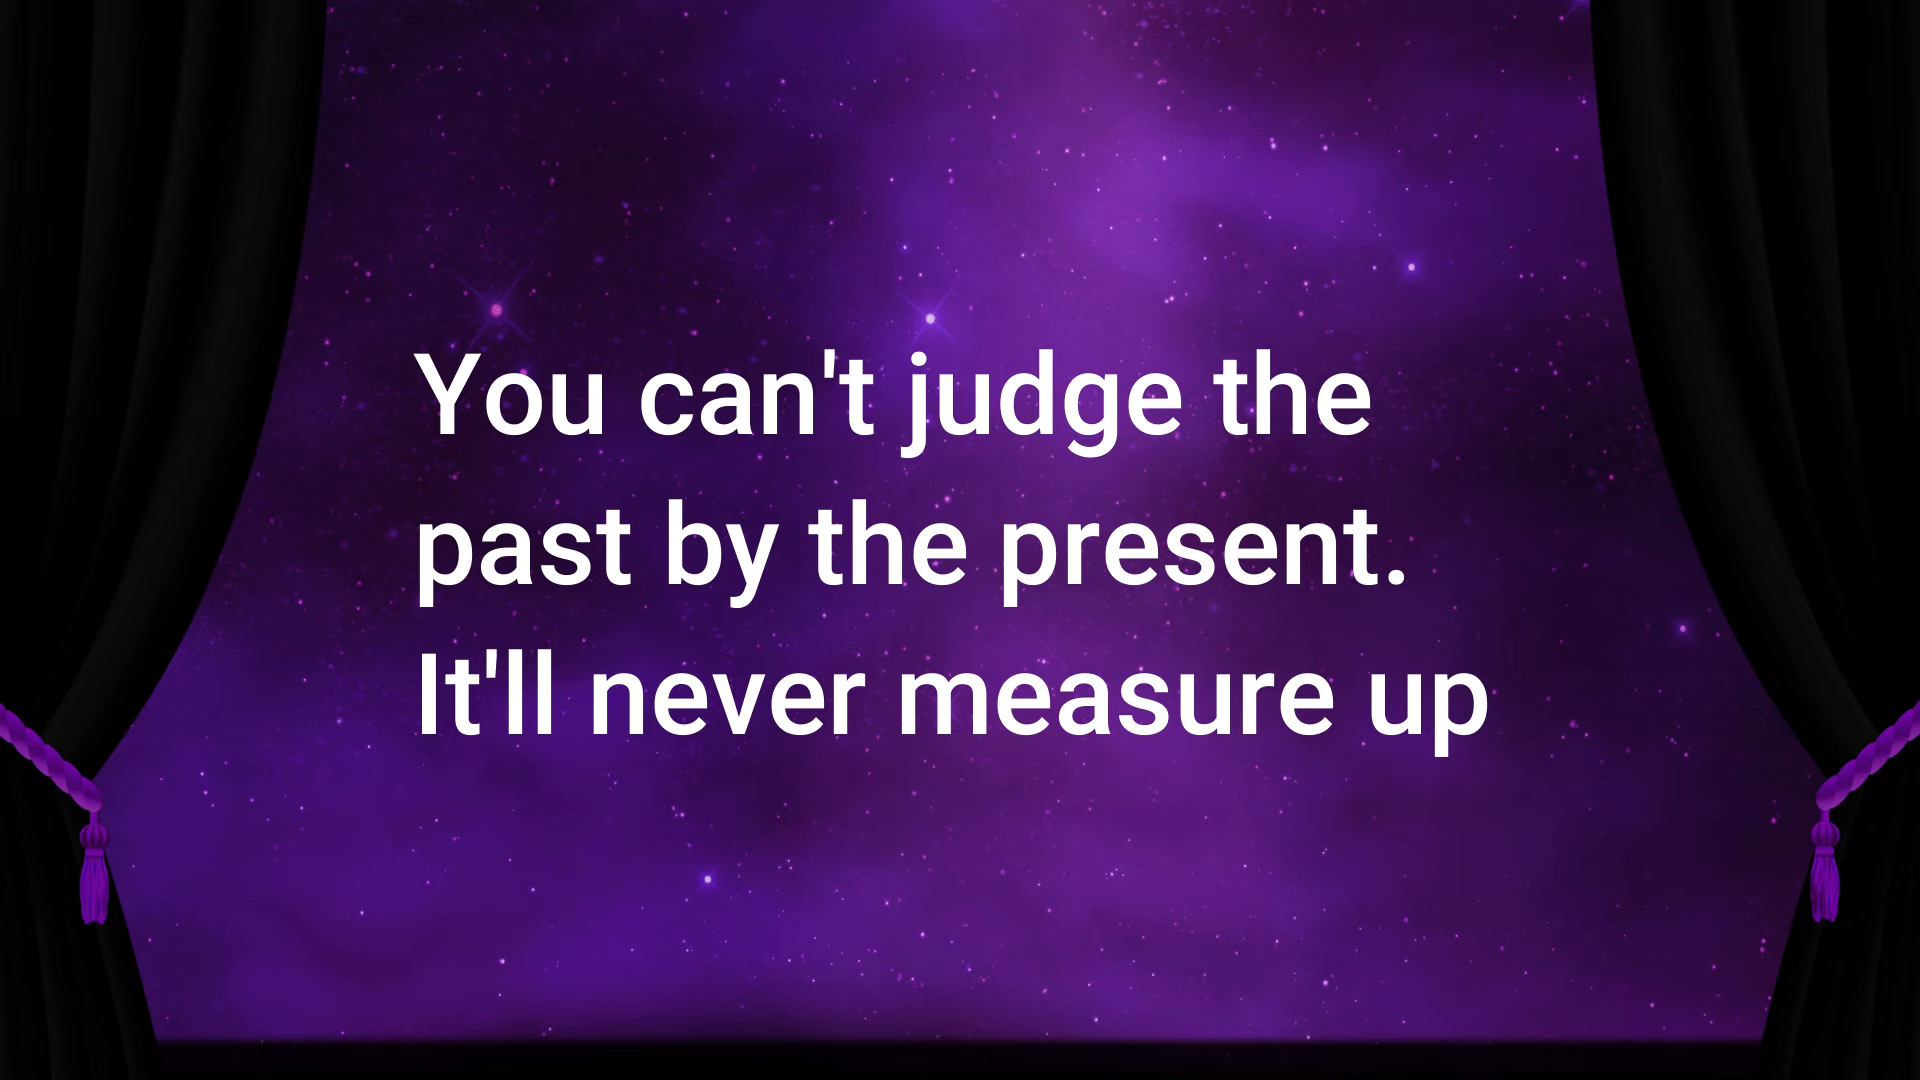 You can't judge the
past by the present.
It'll never measure up